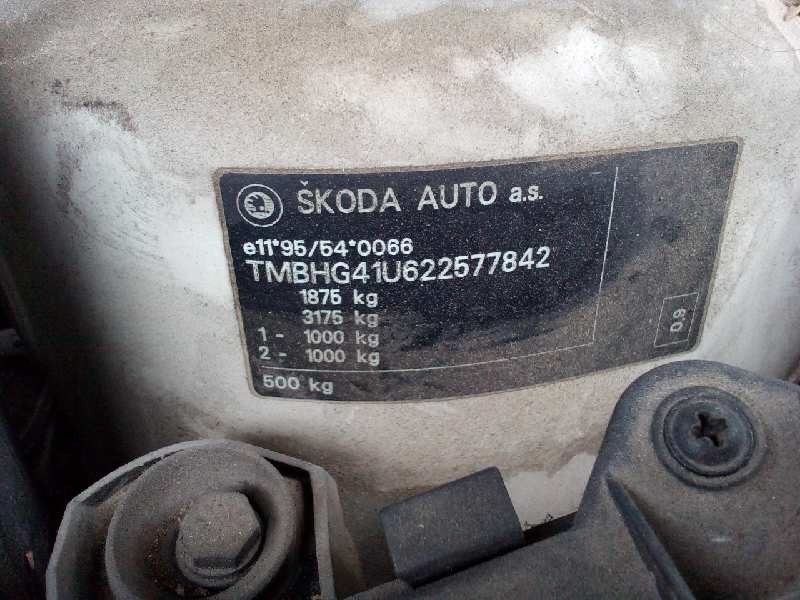 ŠKODA AUTO a.s.
e11*95/54*0066
TMBHG41U622577842
1875 kg
3175 kg
1 - 1000 kg
2 - 1000 kg
500 kg
D.9